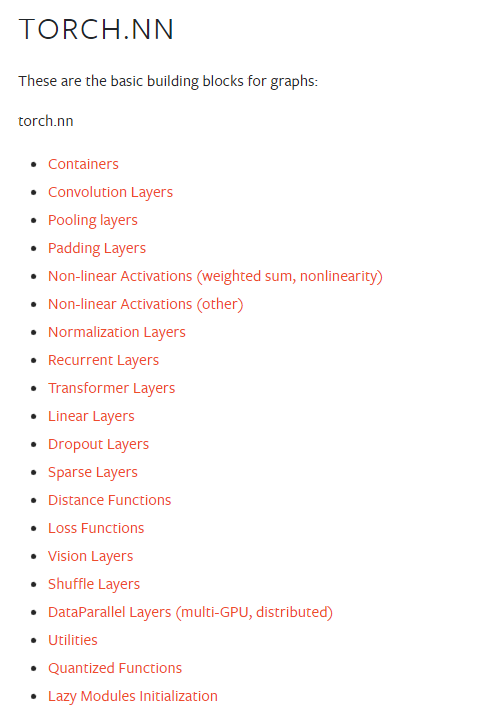 TORCH.NN
These are the basic building blocks for graphs:
torch.nn
Containers
Convolution Layers
Pooling layers
Padding Layers
Non-linear Activations (weighted sum, nonlinearity)
Non-linear Activations (other)
Normalization Layers
Recurrent Layers
Transformer Layers
Linear Layers
Dropout Layers
Sparse Layers
Distance Functions
Loss Functions
Vision Layers
Shuffle Layers
DataParallel Layers (multi-GPU, distributed)
Utilities
Quantized Functions
Lazy Modules Initialization